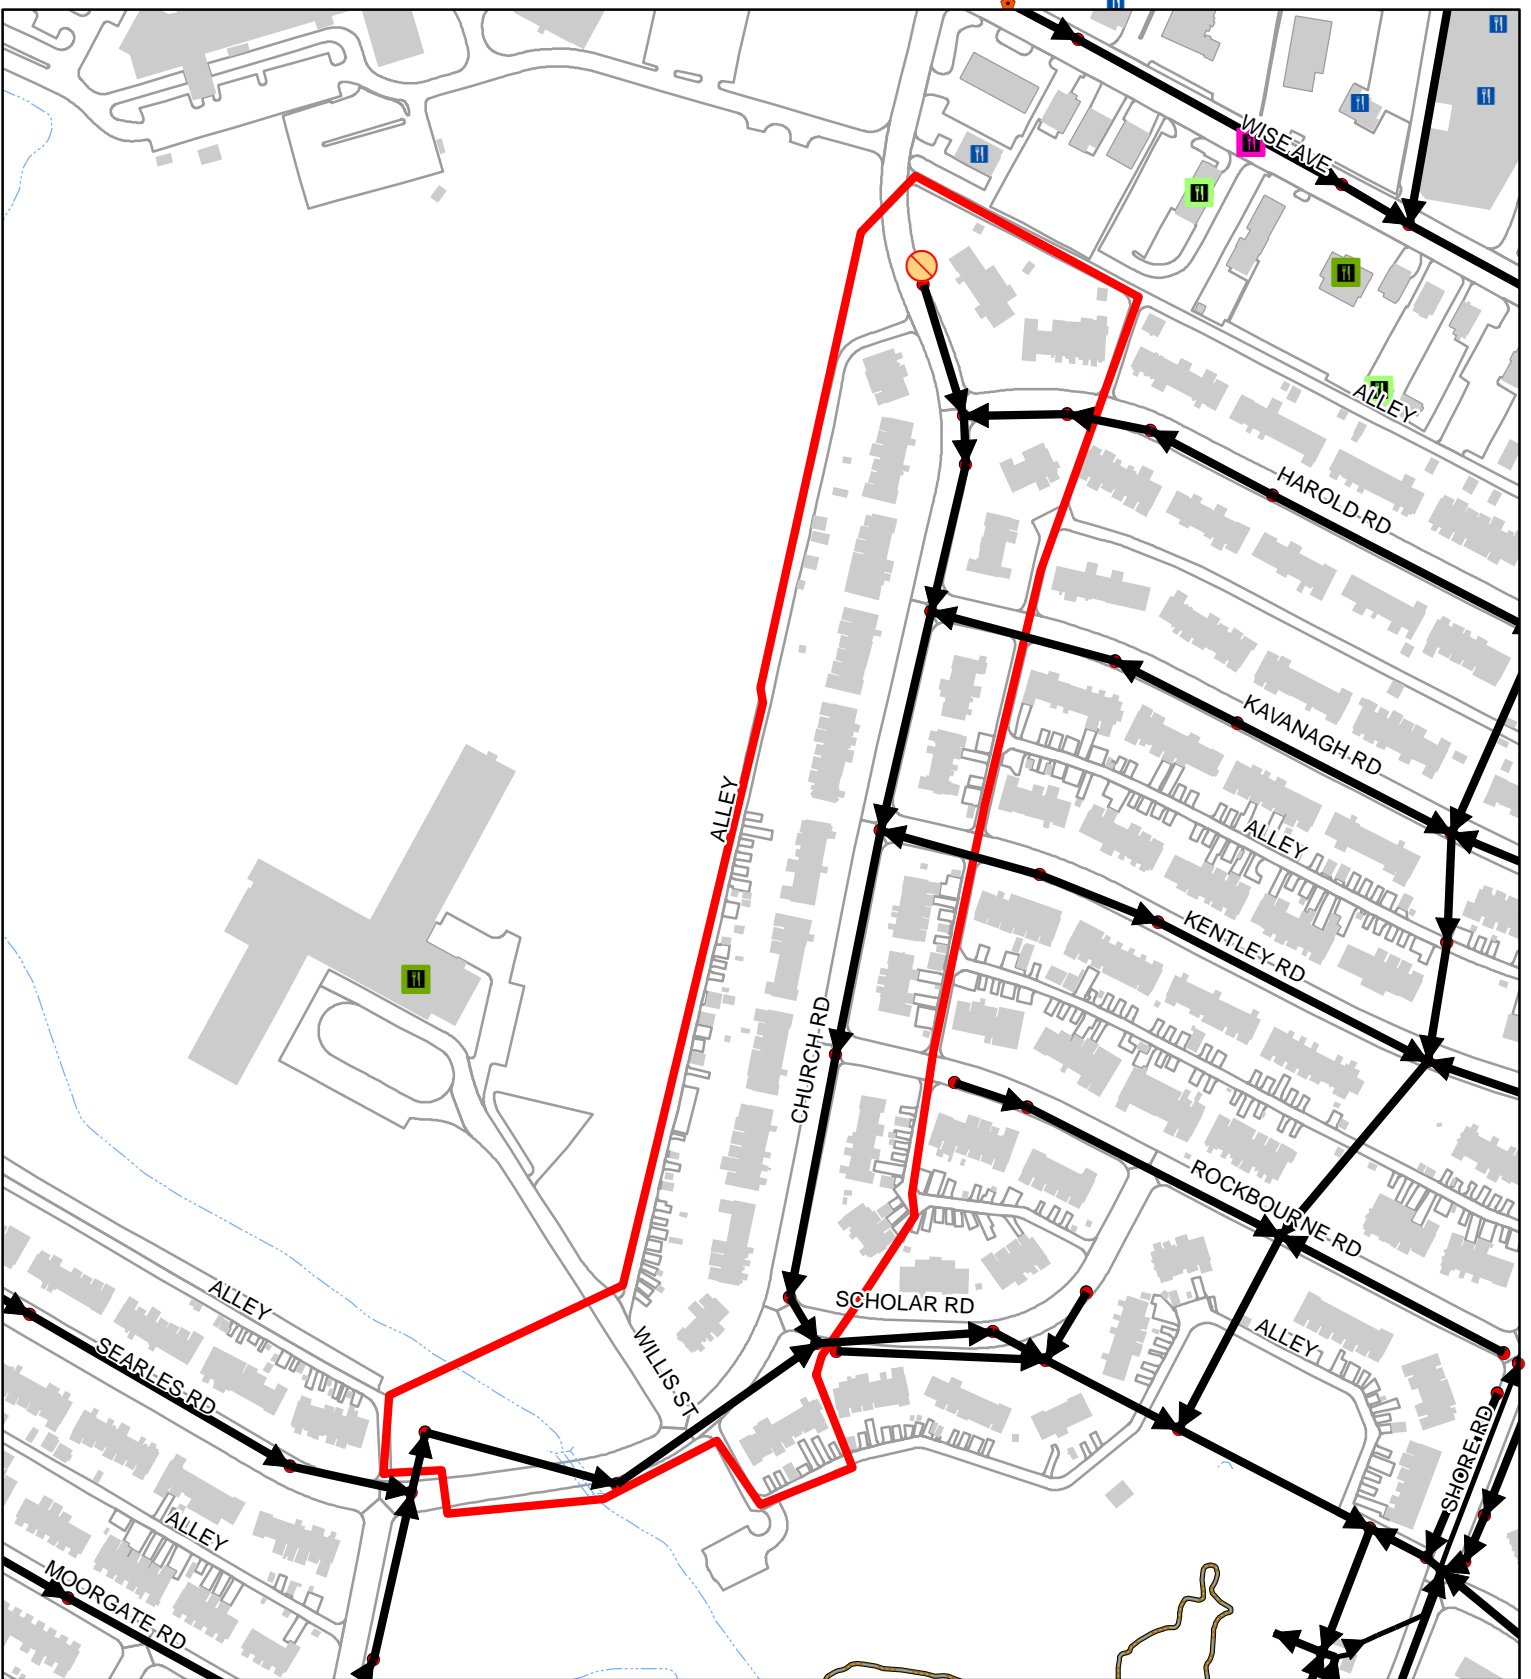 WISE AVE
ALLEY
HAROLD RD
KAVANAGH RD
ALLEY
ALLEY
KENTLEY RD
CHURCH RD
ROCKBOURNE RD
SCHOLAR RD
ALLEY
WILLIS ST
ALLEY
SEARLES RD
SHORE RD
ALLEY
MOORGATE RD